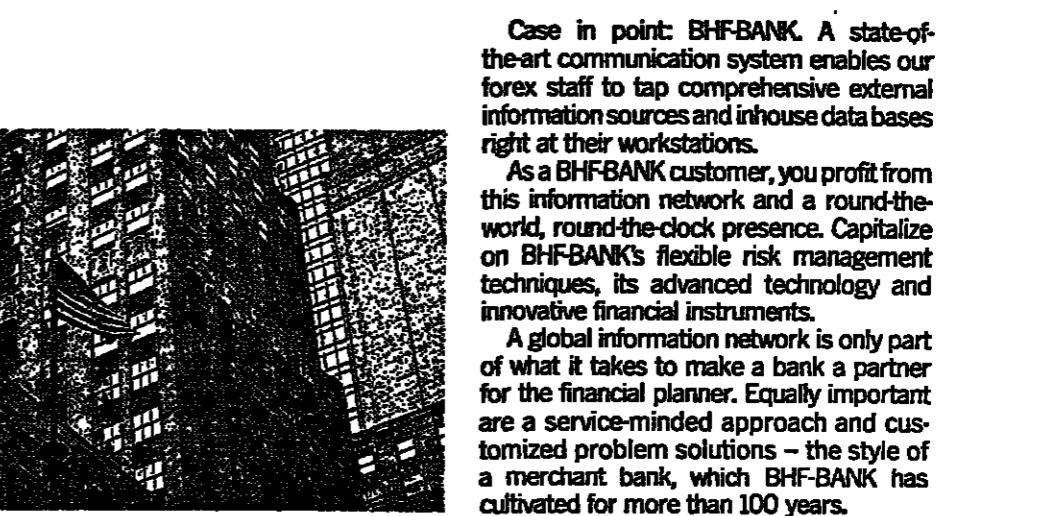 Case in point: BHF-BANK. A state-of-
the-art communication system enables our
forex staff to tap comprehensive external
information sources and inhouse data bases
right at their workstations.
As a BHF-BANK customer, you profit from
this information network and a round-the-
world, round-the-clock presence. Capitalize
on BHF-BANK's flexible risk management
techniques, its advanced technology and
innovative financial instruments.
A global information network is only part
of what it takes to make a bank a partner
for the financial planner. Equally important
are a service-minded approach and cus-
tomized problem solutions – the style of
a merchant bank, which BHF-BANK has
cultivated for more than 100 years.